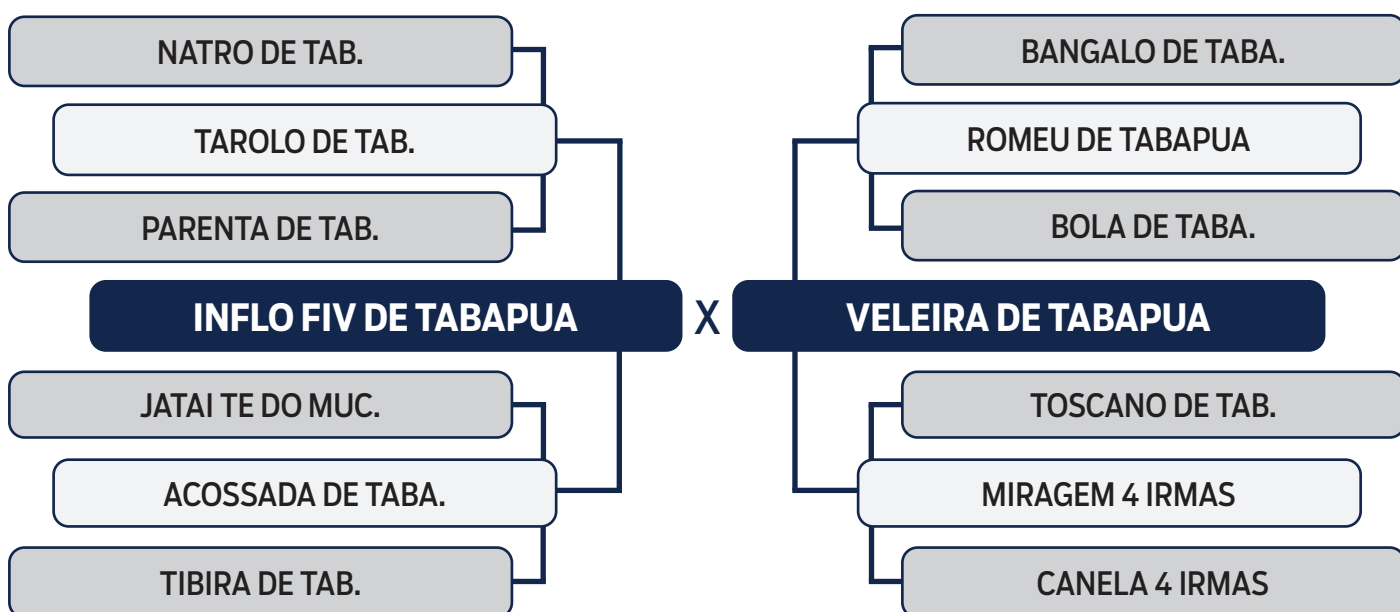 NATRO DE TAB.
TAROLO DE TAB.
PARENTA DE TAB.
INFLO FIV DE TABAPUA
JATAI TE DO MUC.
ACOSSADA DE TABA.
TIBIRA DE TAB.
X
BANGALO DE TABA.
ROMEU DE TABAPUA
BOLA DE TABA.
VELEIRA DE TABAPUA
TOSCANO DE TAB.
MIRAGEM 4 IRMAS
CANELA 4 IRMAS